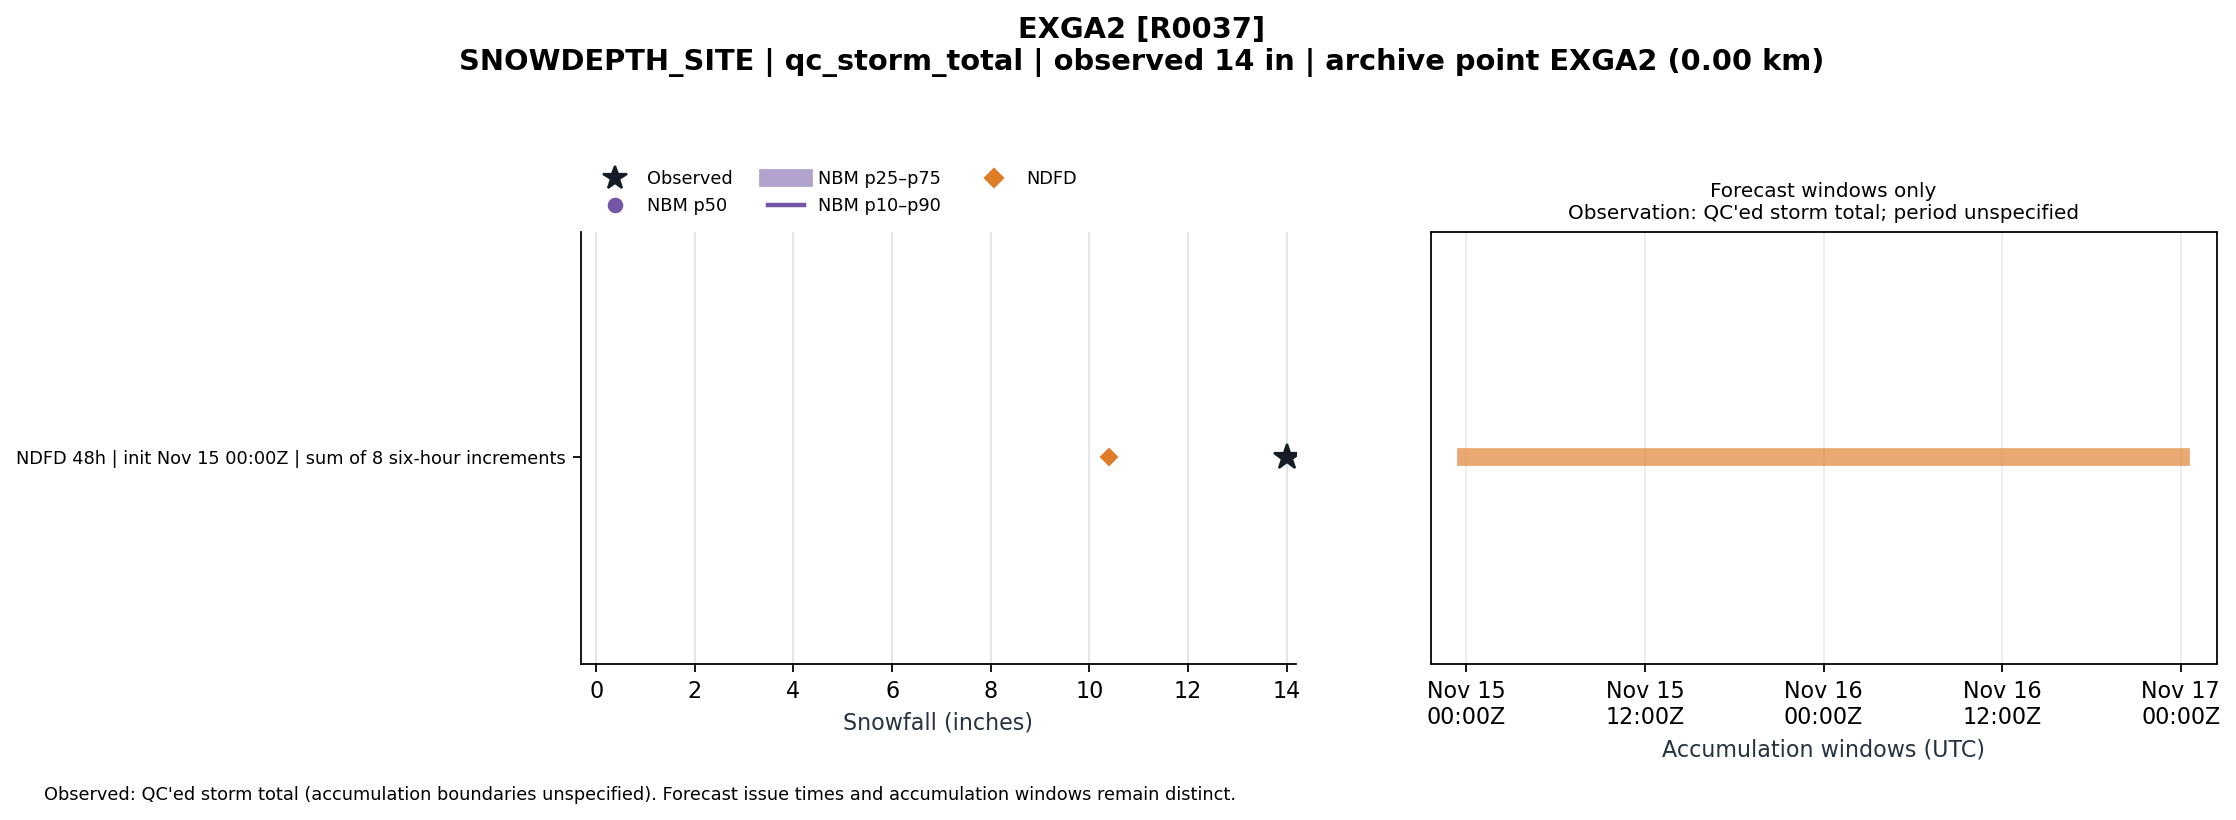 EXGA2 [R0037]
SNOWDEPTH_SITE | qc_storm_total | observed 14 in | archive point EXGA2 (0.00 km)
Observed
NBM p25–p75
NDFD
NBM p50
NBM p10–p90
Forecast windows only
Observation: QC'ed storm total; period unspecified
NDFD 48h | init Nov 15 00:00Z | sum of 8 six-hour increments
0 2 4 6 8 10 12 14
Snowfall (inches)
Nov 15 Nov 15 Nov 16 Nov 16 Nov 17
00:00Z 12:00Z 00:00Z 12:00Z 00:00Z
Accumulation windows (UTC)
Observed: QC'ed storm total (accumulation boundaries unspecified). Forecast issue times and accumulation windows remain distinct.